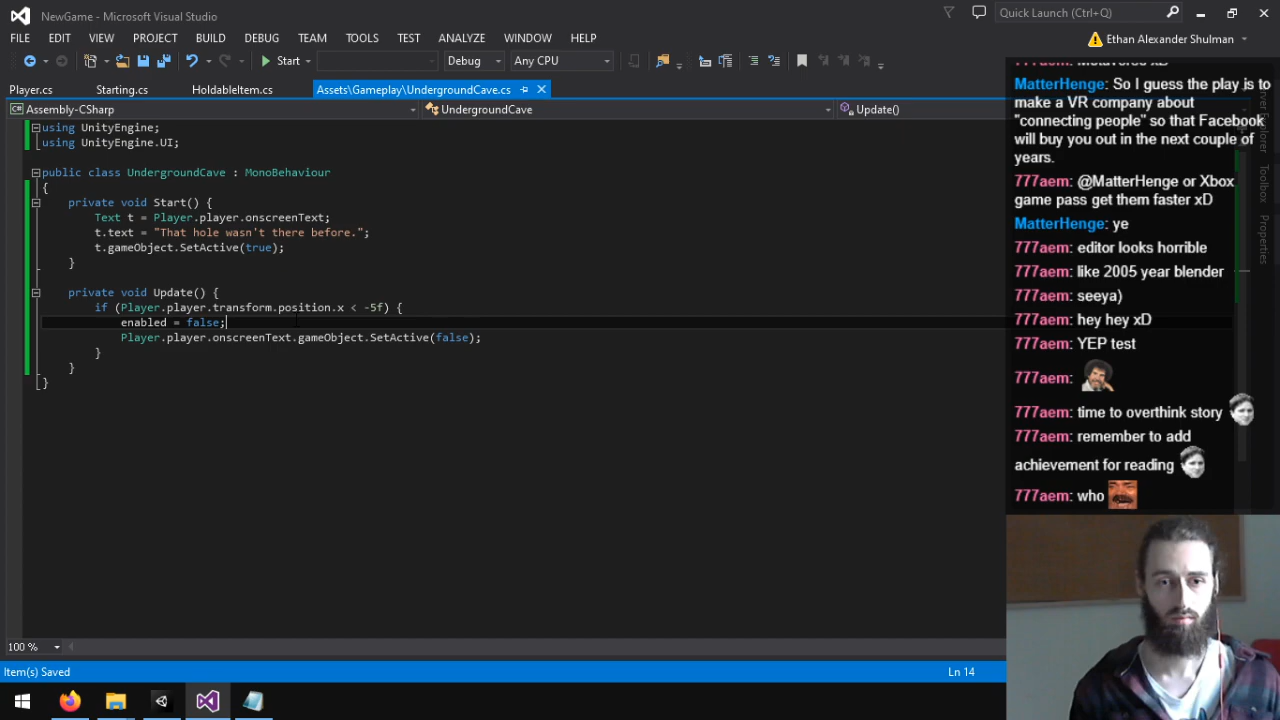 NewGame - Microsoft Visual Studio
Quick Launch (Ctrl+Q)
FILE EDIT VIEW PROJECT BUILD DEBUG TEAM TOOLS TEST ANALYZE WINDOW HELP
Ethan Alexander Shulman
Start Debug Any CPU
Player.cs Starting.cs HoldableItem.cs Assets\Gameplay\UndergroundCave.cs
Assembly-CSharp UndergroundCave Update()
using UnityEngine;
using UnityEngine.UI;
public class UndergroundCave : MonoBehaviour
{
private void Start() {
Text t = Player.player.onscreenText;
t.text = "That hole wasn't there before.";
t.gameObject.SetActive(true);
}
private void Update() {
if (Player.player.transform.position.x < -5f) {
enabled = false;
Player.player.onscreenText.gameObject.SetActive(false);
}
}
}
100 %
Item(s) Saved
Ln 14
777aem: Metaverse xD
MatterHenge: So I guess the play is to
make a VR company about
"connecting people" so that Facebook
will buy you out in the next couple of
years.
777aem: @MatterHenge or Xbox
game pass get them faster xD
MatterHenge: ye
777aem: editor looks horrible
777aem: like 2005 year blender
777aem: seeya)
777aem: hey hey xD
777aem: YEP test
777aem:
777aem: time to overthink story
777aem: remember to add
achievement for reading
777aem: who
Server Explorer
Toolbox
Properties